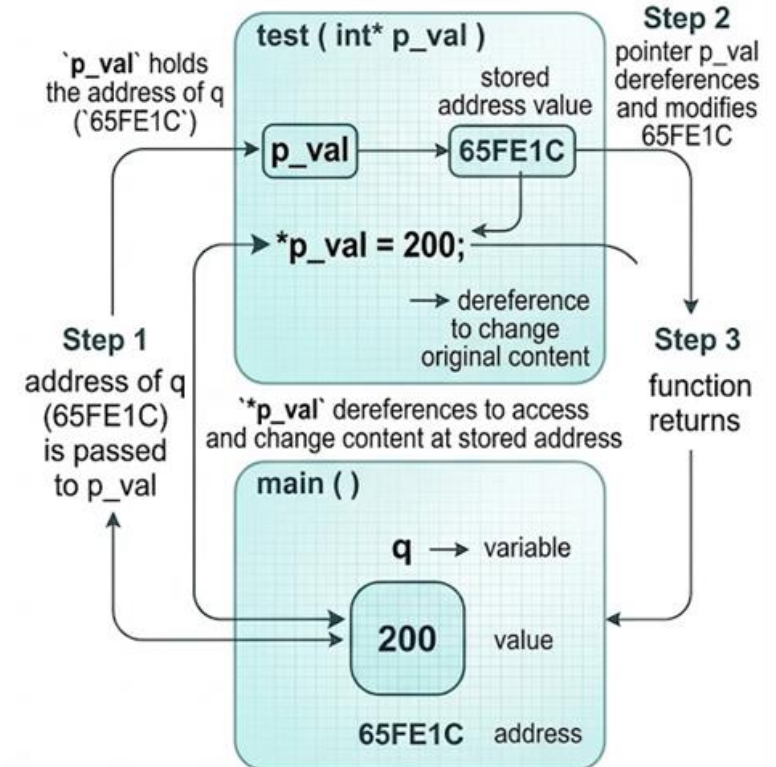 test ( int* p_val )
`p_val` holds
the address of q
(`65FE1C`)
p_val
stored
address value
65FE1C
Step 2
pointer p_val
dereferences
and modifies
65FE1C
*p_val = 200;
→ dereference
to change
original content
Step 1
address of q
(65FE1C)
is passed
to p_val
Step 3
function
returns
`*p_val` dereferences to access
and change content at stored address
main ( )
q → variable
200 value
65FE1C address